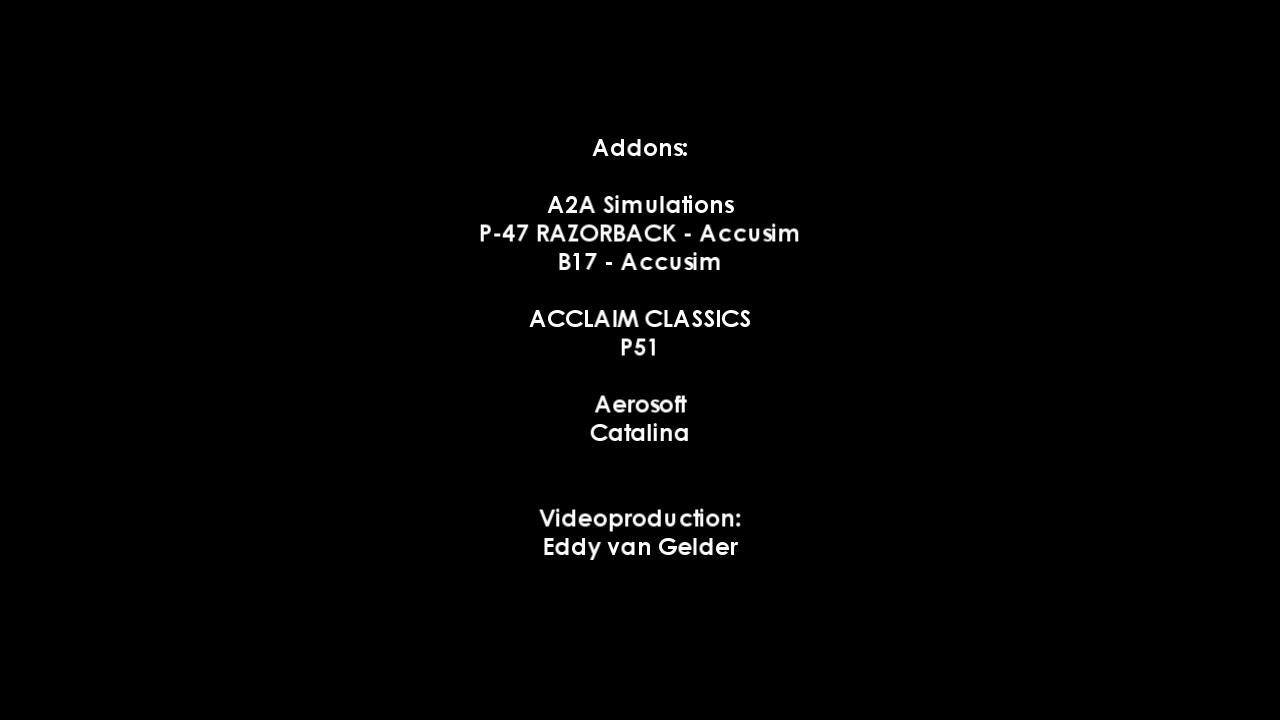 Addons:
A2A Simulations
P-47 RAZORBACK - Accusim
B17 - Accusim
ACCLAIM CLASSICS
P51
Aerosoft
Catalina
Videoproduction:
Eddy van Gelder